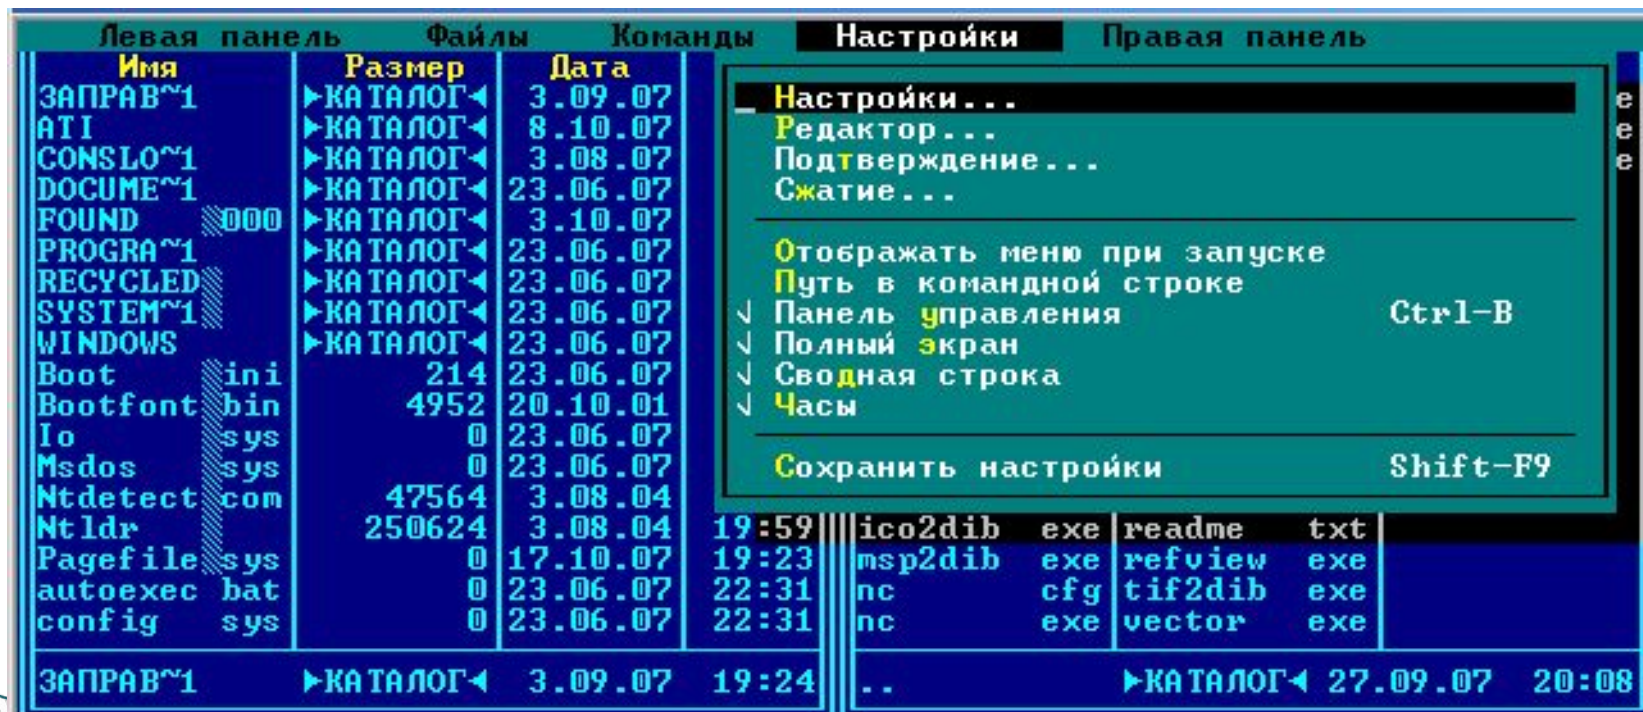 Левая панель Файлы Команды Настройки Правая панель
Имя Размер Дата
ЗАПРАВ~1 ►КАТАЛОГ◄ 3.09.07
ATI ►КАТАЛОГ◄ 8.10.07
CONSLO~1 ►КАТАЛОГ◄ 3.08.07
DOCUME~1 ►КАТАЛОГ◄ 23.06.07
FOUND 000 ►КАТАЛОГ◄ 3.10.07
PROGRA~1 ►КАТАЛОГ◄ 23.06.07
RECYCLED ►КАТАЛОГ◄ 23.06.07
SYSTEM~1 ►КАТАЛОГ◄ 23.06.07
WINDOWS ►КАТАЛОГ◄ 23.06.07
Boot ini 214 23.06.07
Bootfont bin 4952 20.10.01
Io sys 0 23.06.07
Msdos sys 0 23.06.07
Ntdetect com 47564 3.08.04
Ntldr 250624 3.08.04 19:59
Pagefile sys 0 17.10.07 19:23
autoexec bat 0 23.06.07 22:31
config sys 0 23.06.07 22:31
ЗАПРАВ~1 ►КАТАЛОГ◄ 3.09.07 19:24
Настройки...
Редактор...
Подтверждение...
Сжатие...
Отображать меню при запуске
Путь в командной строке
√ Панель управления Ctrl-B
√ Полный экран
√ Сводная строка
√ Часы
Сохранить настройки Shift-F9
e
e
e
ico2dib exe readme txt
msp2dib exe refview exe
nc cfg tif2dib exe
nc exe vector exe
.. ►КАТАЛОГ◄ 27.09.07 20:08